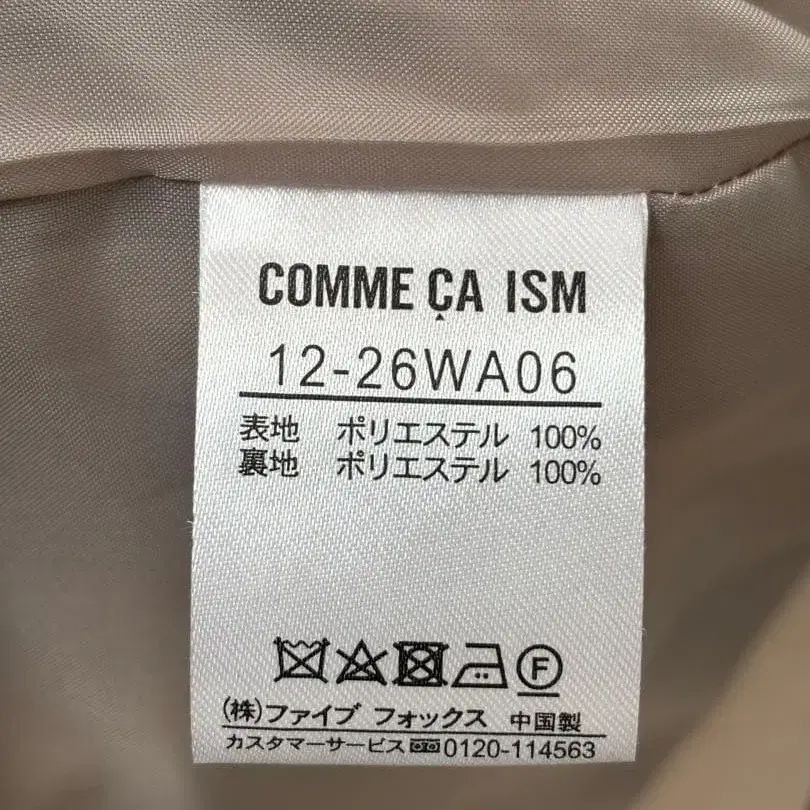 COMME ÇA ISM
12-26WA06
表地 ポリエステル 100%
裏地 ポリエステル 100%
F
(株)ファイブ フォックス 中国製
カスタマーサービス 0120-114563